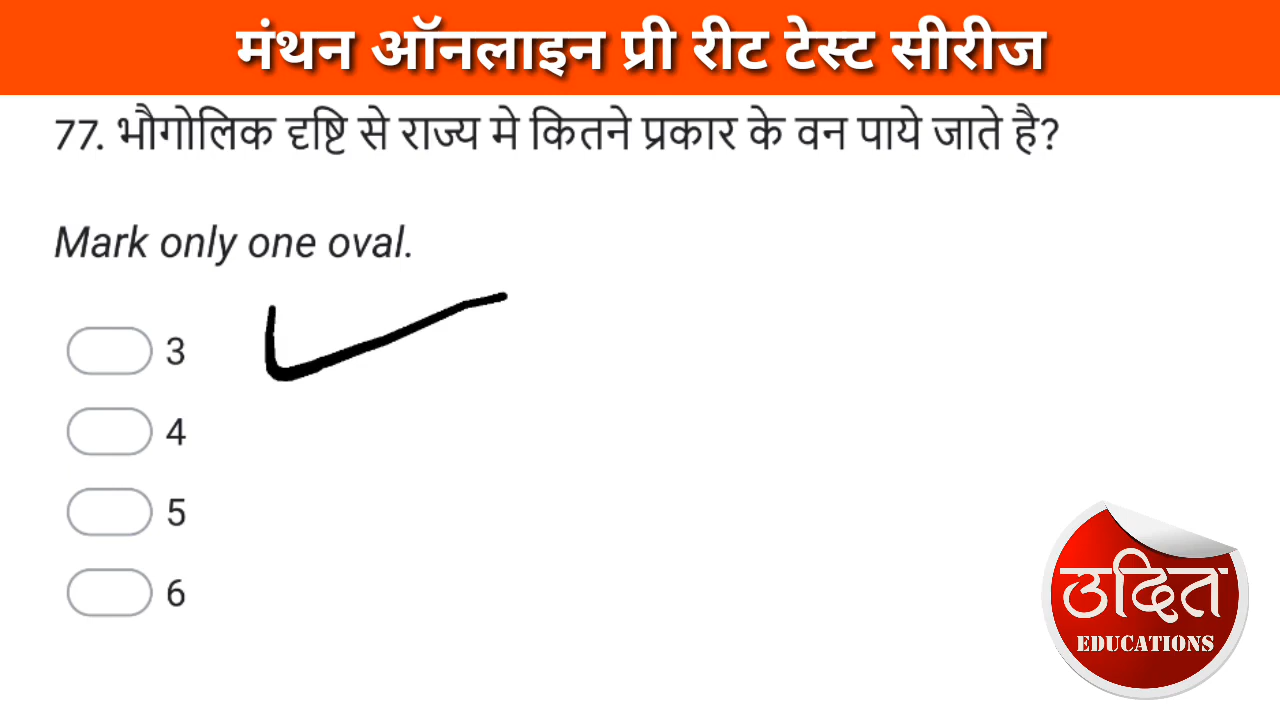 मंथन ऑनलाइन प्री रीट टेस्ट सीरीज
77. भौगोलिक दृष्टि से राज्य मे कितने प्रकार के वन पाये जाते है?
Mark only one oval.
3
4
5
6
उदित
EDUCATIONS